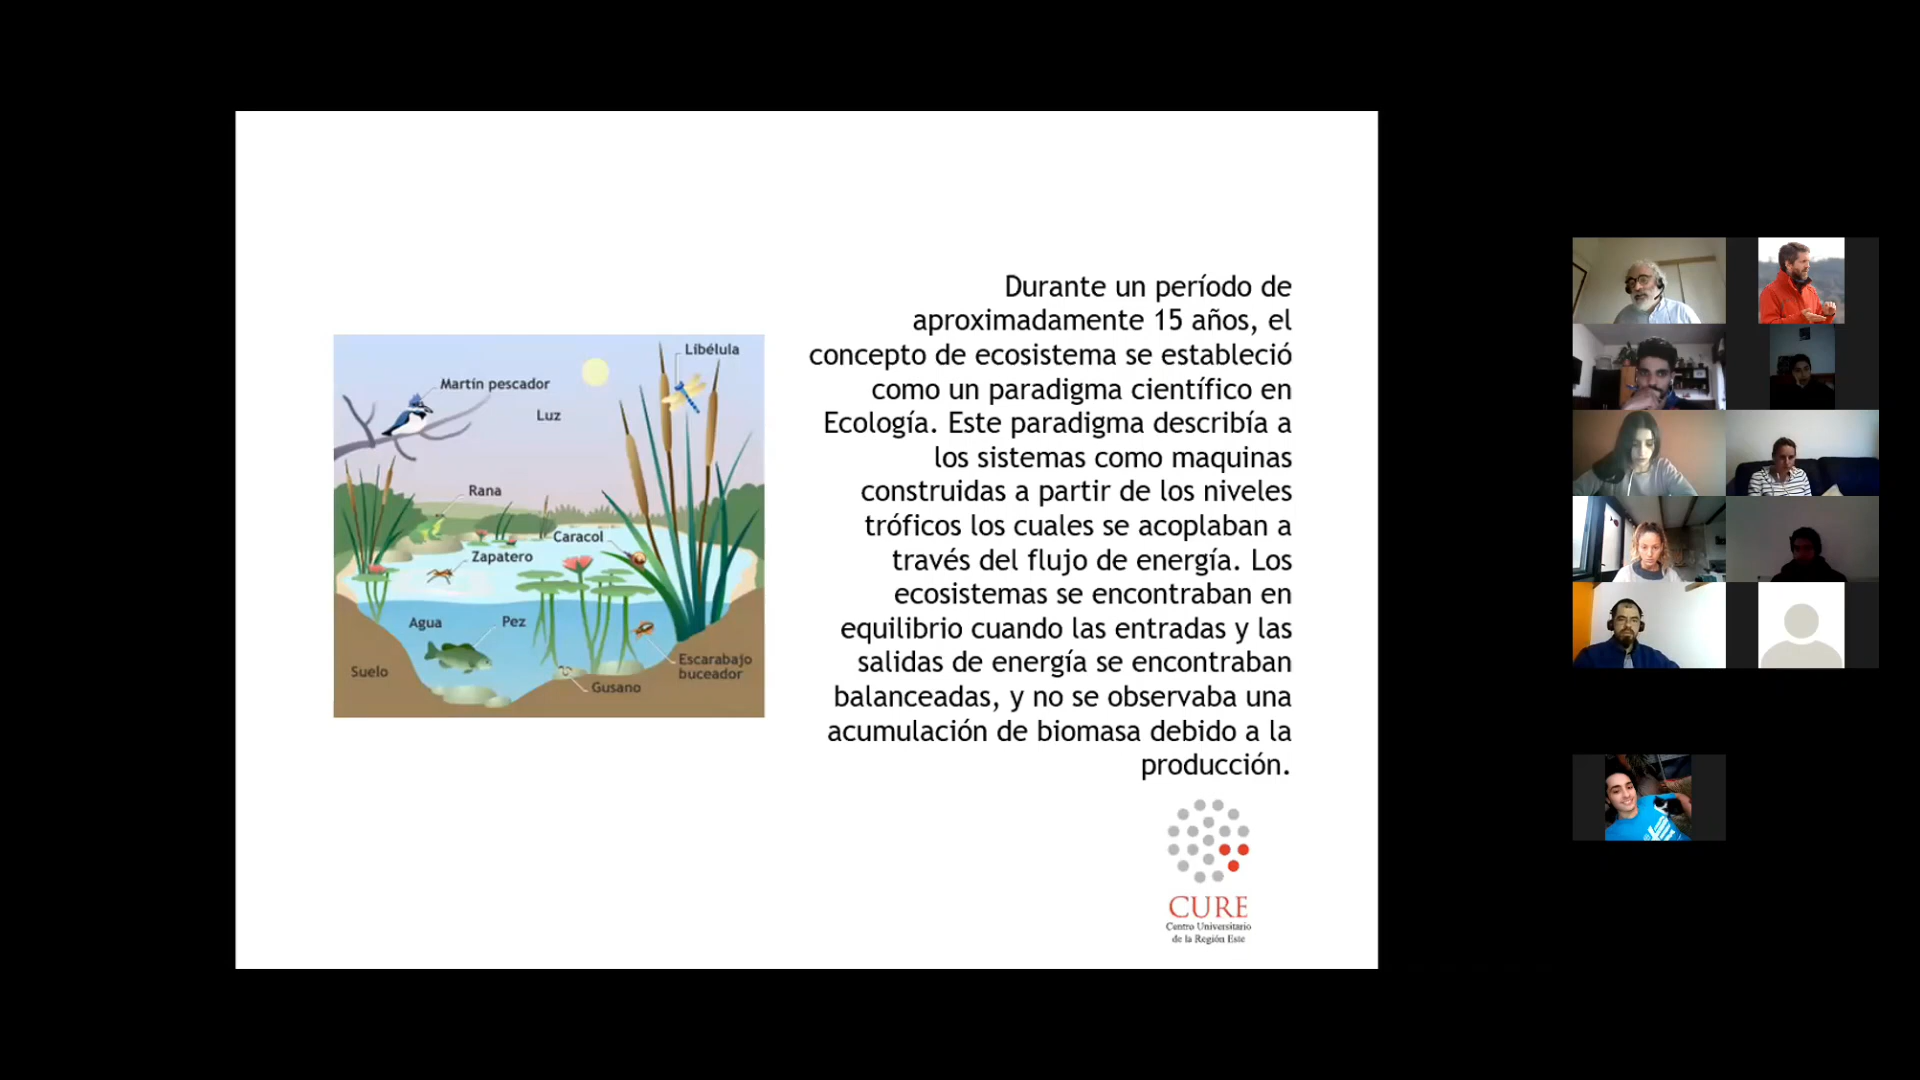 Libélula
Martín pescador
Luz
Rana
Caracol
Zapatero
Agua
Pez
Suelo
Escarabajo
buceador
Gusano
Durante un período de
aproximadamente 15 años, el
concepto de ecosistema se estableció
como un paradigma científico en
Ecología. Este paradigma describía a
los sistemas como maquinas
construidas a partir de los niveles
tróficos los cuales se acoplaban a
través del flujo de energía. Los
ecosistemas se encontraban en
equilibrio cuando las entradas y las
salidas de energía se encontraban
balanceadas, y no se observaba una
acumulación de biomasa debido a la
producción.
CURE
Centro Universitario
de la Región Este